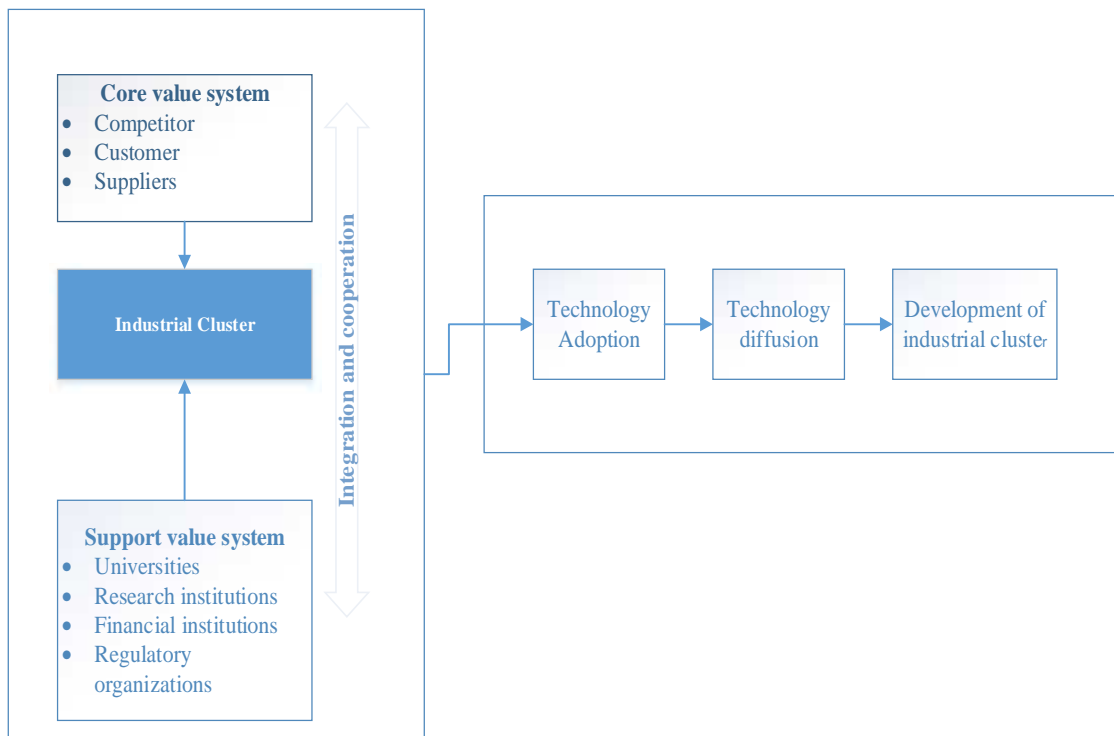 Core value system
• Competitor
• Customer
• Suppliers
Industrial Cluster
Integration and cooperation
Support value system
• Universities
• Research institutions
• Financial institutions
• Regulatory
organizations
Technology
Adoption
Technology
diffusion
Development of
industrial cluster